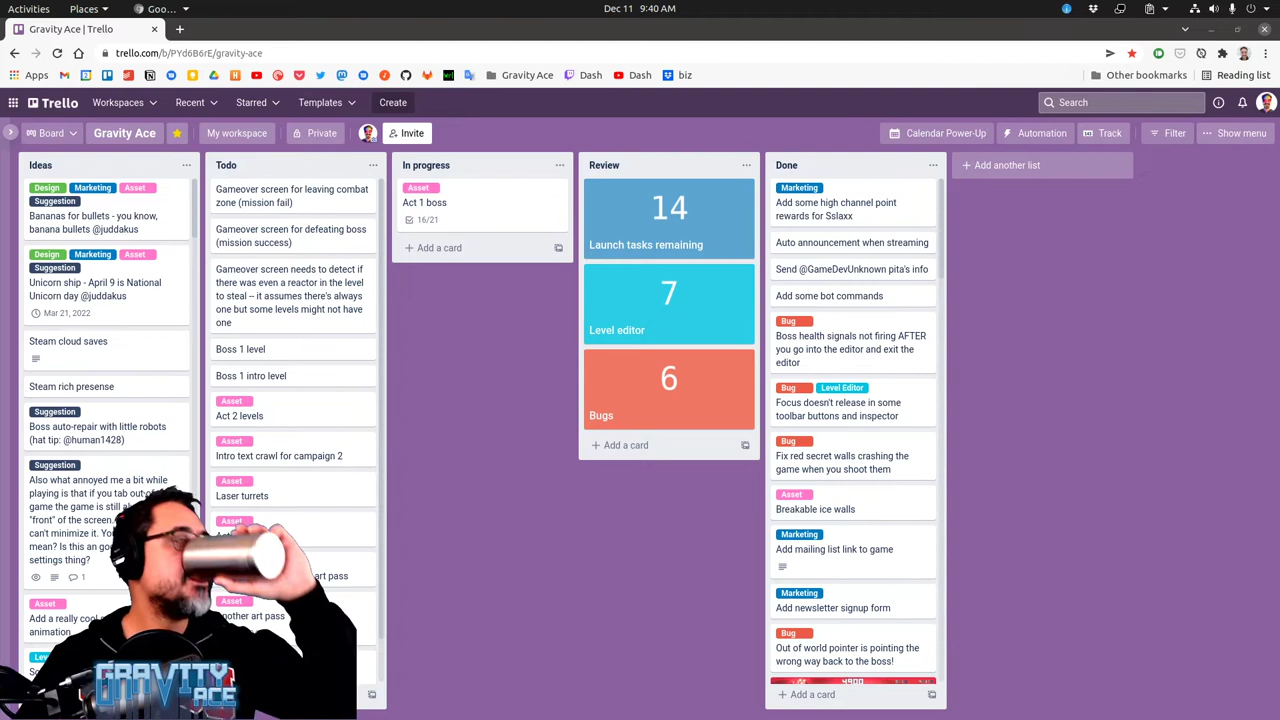 Activities
Places
Goo...
Dec 11 9:40 AM
Gravity Ace | Trello
trello.com/b/PYd6B6rE/gravity-ace
Apps
Gravity Ace
Dash
Dash
biz
Other bookmarks
Reading list
Trello
Workspaces
Recent
Starred
Templates
Create
Search
Board
Gravity Ace
My workspace
Private
Invite
Calendar Power-Up
Automation
Track
Filter
Show menu
Ideas
Design Marketing Asset
Suggestion
Bananas for bullets - you know,
banana bullets @juddakus
Design Marketing Asset
Suggestion
Unicorn ship - April 9 is National
Unicorn day @juddakus
Mar 21, 2022
Steam cloud saves
Steam rich presense
Suggestion
Boss auto-repair with little robots
(hat tip: @human1428)
Suggestion
Also what annoyed me a bit while
playing is that if you tab out of
game the game is still
"front" of the screen.
can't minimize it. You
mean? Is this an
settings thing?
1
Asset
Add a really
animation
Todo
Gameover screen for leaving combat
zone (mission fail)
Gameover screen for defeating boss
(mission success)
Gameover screen needs to detect if
there was even a reactor in the level
to steal -- it assumes there's always
one but some levels might not have
one
Boss 1 level
Boss 1 intro level
Asset
Act 2 levels
Asset
Intro text crawl for campaign 2
Asset
Laser turrets
Asset
art pass
Asset
another art pass
In progress
Asset
Act 1 boss
16/21
+ Add a card
Review
14
Launch tasks remaining
7
Level editor
6
Bugs
+ Add a card
Done
Marketing
Add some high channel point
rewards for Sslaxx
Auto announcement when streaming
Send @GameDevUnknown pita's info
Add some bot commands
Bug
Boss health signals not firing AFTER
you go into the editor and exit the
editor
Bug Level Editor
Focus doesn't release in some
toolbar buttons and inspector
Bug
Fix red secret walls crashing the
game when you shoot them
Asset
Breakable ice walls
Marketing
Add mailing list link to game
Marketing
Add newsletter signup form
Bug
Out of world pointer is pointing the
wrong way back to the boss!
+ Add a card
+ Add another list
GRAVITY
ACE